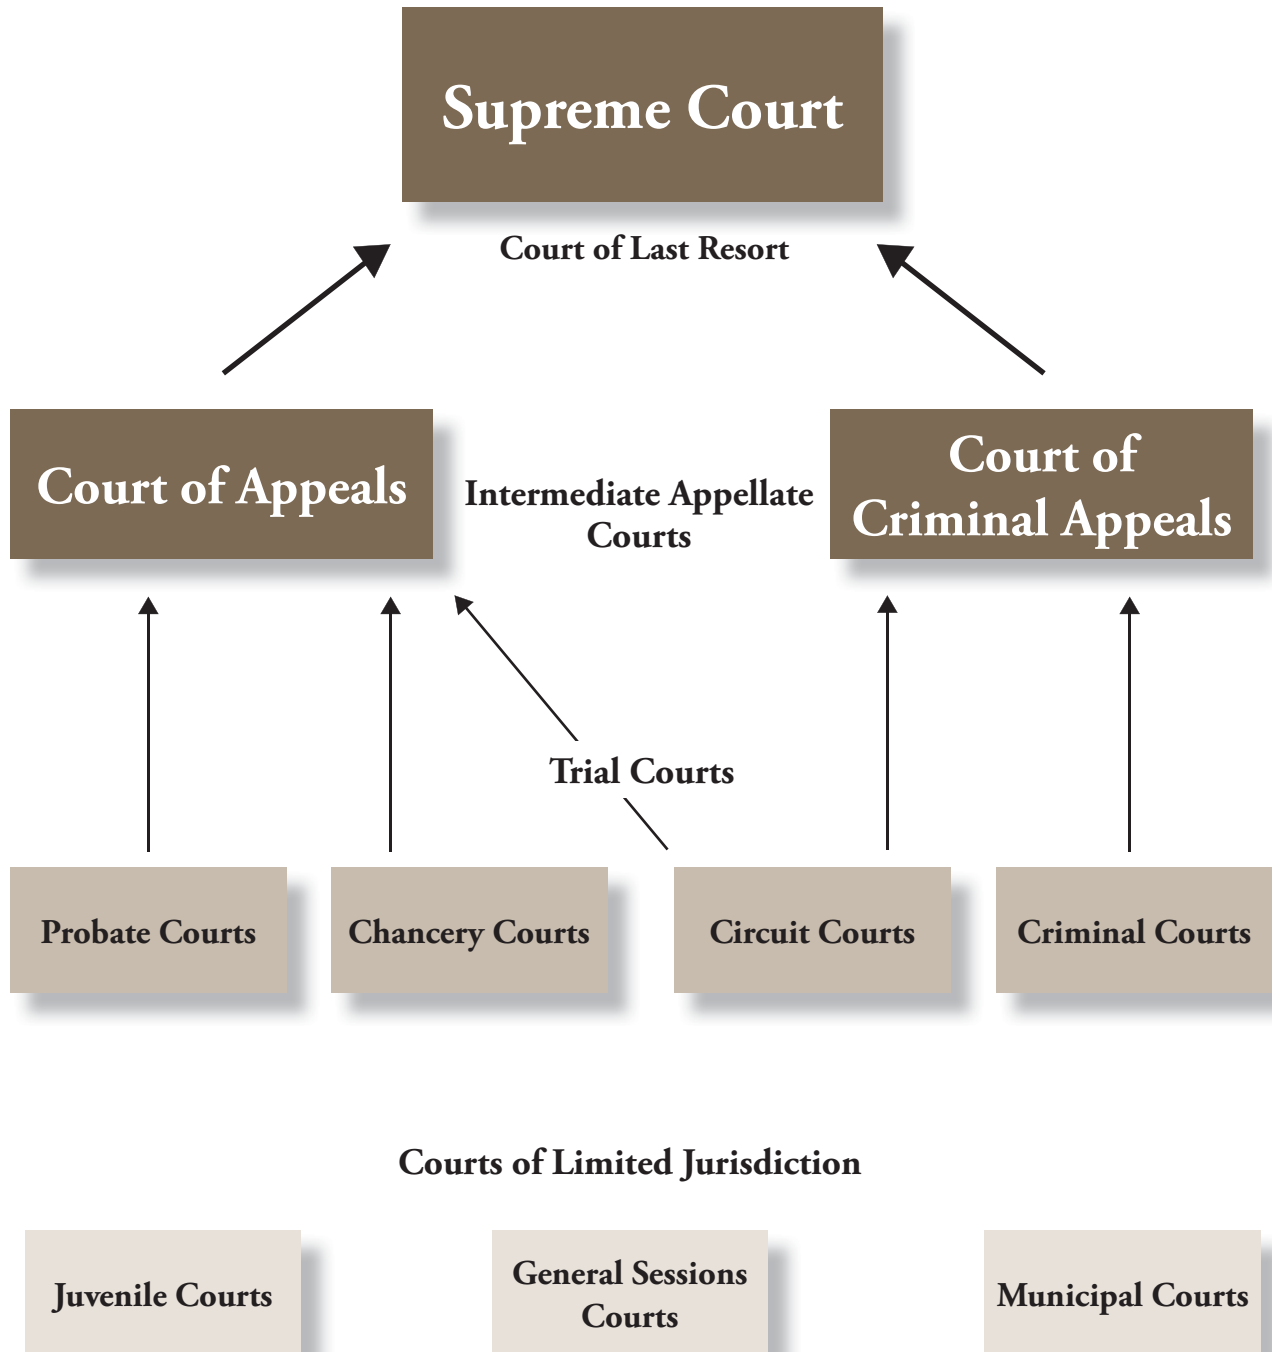 Supreme Court
Court of Last Resort
Court of Appeals
Intermediate Appellate
Courts
Court of
Criminal Appeals
Trial Courts
Probate Courts
Chancery Courts
Circuit Courts
Criminal Courts
Courts of Limited Jurisdiction
Juvenile Courts
General Sessions
Courts
Municipal Courts